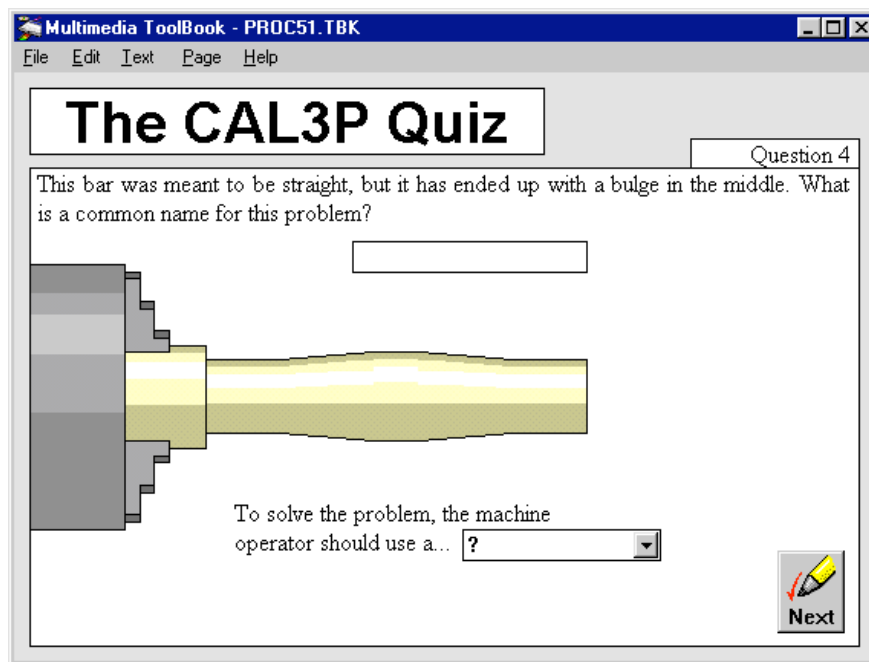 Multimedia ToolBook - PROC51.TBK
File Edit Text Page Help
The CAL3P Quiz
Question 4
This bar was meant to be straight, but it has ended up with a bulge in the middle. What
is a common name for this problem?
To solve the problem, the machine
operator should use a... ?
Next